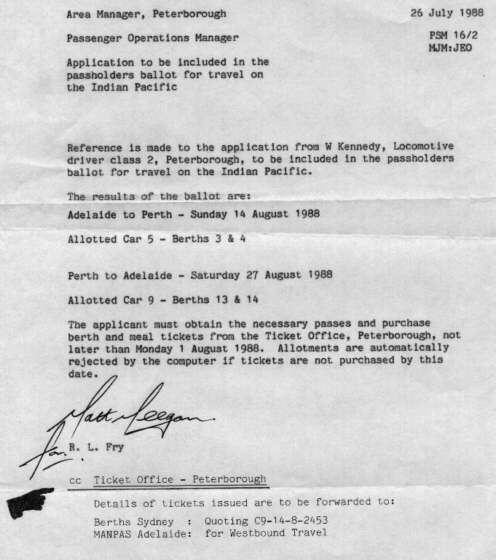 Area Manager, Peterborough 26 July 1988
Passenger Operations Manager PSM 16/2
MJM:JEO
Application to be included in the
passholders ballot for travel on
the Indian Pacific
Reference is made to the application from W Kennedy, Locomotive
driver class 2, Peterborough, to be included in the passholders
ballot for travel on the Indian Pacific.
The results of the ballot are:
Adelaide to Perth - Sunday 14 August 1988
Allotted Car 5 - Berths 3 & 4
Perth to Adelaide - Saturday 27 August 1988
Allotted Car 9 - Berths 13 & 14
The applicant must obtain the necessary passes and purchase
berth and meal tickets from the Ticket Office, Peterborough, not
later than Monday 1 August 1988. Allotments are automatically
rejected by the computer if tickets are not purchased by this
date.
Matt Meegan
for R. L. Fry
cc Ticket Office - Peterborough
Details of tickets issued are to be forwarded to:
Berths Sydney : Quoting C9-14-8-2453
MANPAS Adelaide: for Westbound Travel